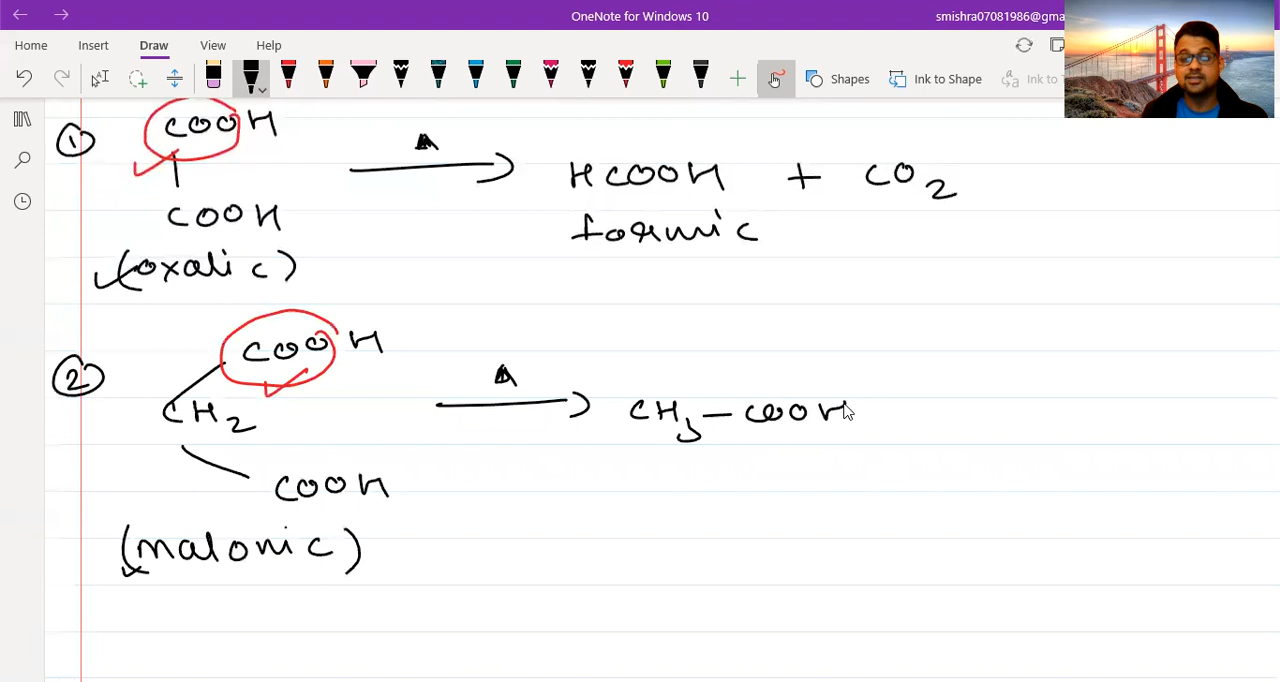 OneNote for Windows 10
smishra07081986@gma
Home Insert Draw View Help
Shapes Ink to Shape Ink to
① COOH
COOH
(oxalic)
Δ
HCOOH + CO2
formic
② COOH
CH2
COOH
(malonic)
Δ
CH3 — COOH